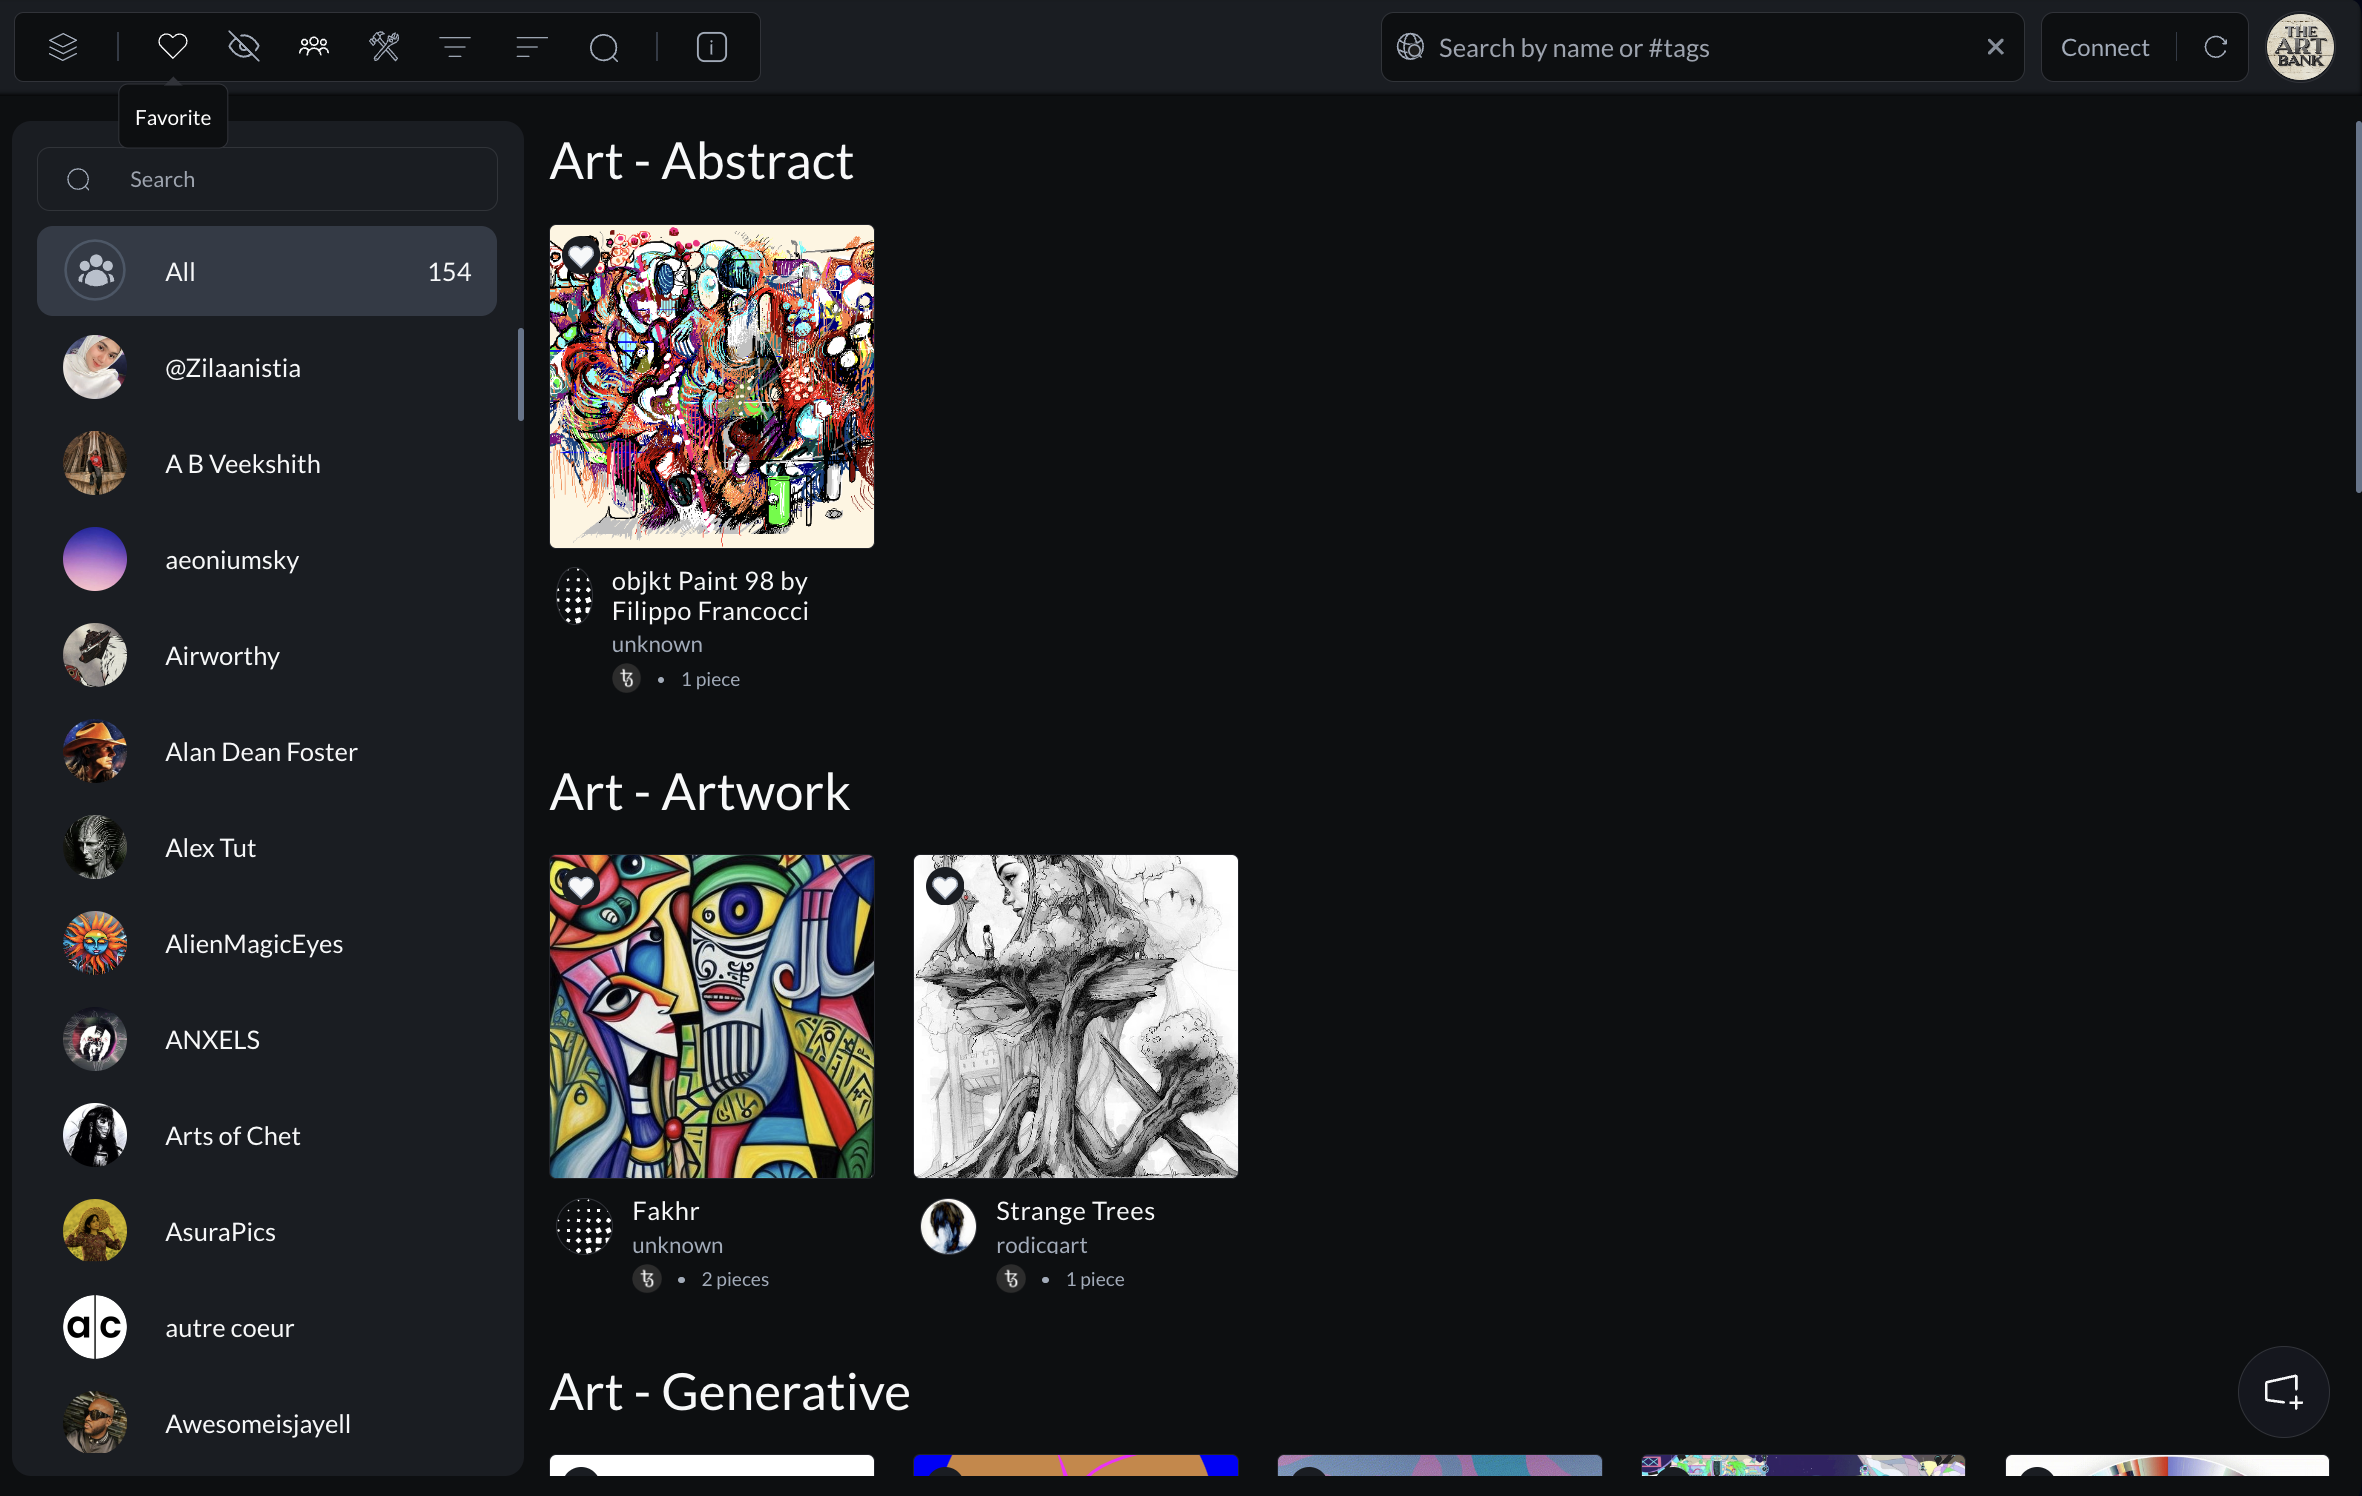 Search by name or #tags
Connect
THE
ART
BANK
Favorite
Search
All
154
@Zilaanistia
A B Veekshith
aeoniumsky
Airworthy
Alan Dean Foster
Alex Tut
AlienMagicEyes
ANXELS
Arts of Chet
AsuraPics
a|c
autre coeur
Awesomeisjayell
Art - Abstract
objkt Paint 98 by
Filippo Francocci
unknown
• 1 piece
Art - Artwork
Fakhr
unknown
• 2 pieces
Strange Trees
rodicqart
• 1 piece
Art - Generative